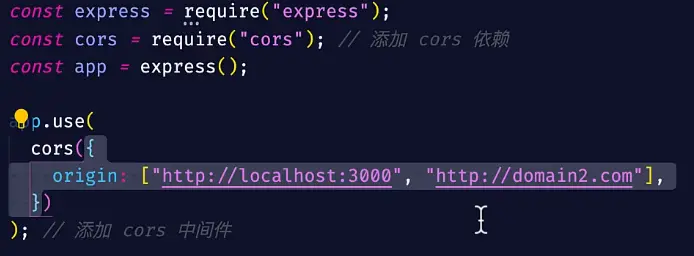 const express = require("express");
const cors = require("cors"); // 添加 cors 依赖
const app = express();
app.use(
cors({
origin: ["http://localhost:3000", "http://domain2.com"],
})
); // 添加 cors 中间件